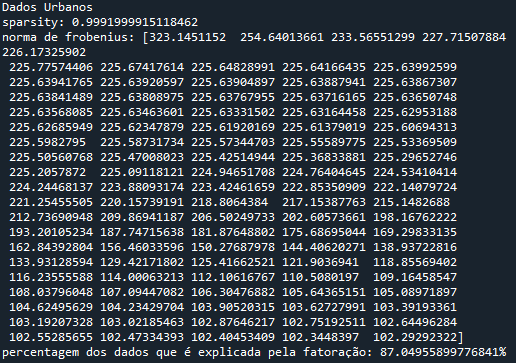 Dados Urbanos
sparsity: 0.9991999915118462
norma de frobenius: [323.1451152  254.64013661 233.56551299 227.71507884
226.17325902
 225.77574406 225.67417614 225.64828991 225.64166435 225.63992599
 225.63941765 225.63920597 225.63904897 225.63887941 225.63867307
 225.63841489 225.63808975 225.63767955 225.63716165 225.63650748
 225.63568085 225.63463601 225.63331502 225.63164458 225.62953188
 225.62685949 225.62347879 225.61920169 225.61379019 225.60694313
 225.5982795  225.58731734 225.57344703 225.55589775 225.53369509
 225.50560768 225.47008023 225.42514944 225.36833881 225.29652746
 225.2057872  225.09118121 224.94651708 224.76404645 224.53410414
 224.24468137 223.88093174 223.42461659 222.85350909 222.14079724
 221.25455505 220.15739191 218.8064384  217.15387763 215.1482688
 212.73690948 209.86941187 206.50249733 202.60573661 198.16762222
 193.20105234 187.74715638 181.87648802 175.68695044 169.29833135
 162.84392804 156.46033596 150.27687978 144.40620271 138.93722816
 133.93128594 129.42171802 125.41662521 121.9036941  118.85569402
 116.23555588 114.00063213 112.10616767 110.5080197  109.16458547
 108.03796048 107.09447082 106.30476882 105.64365151 105.08971897
 104.62495629 104.23429704 103.90520315 103.62727991 103.39193361
 103.19207328 103.02185463 102.87646217 102.75192511 102.64496284
 102.55285655 102.47334393 102.40453409 102.3448397  102.29292322]
percentagem dos dados que é explicada pela fatoração: 87.049558997 76841%